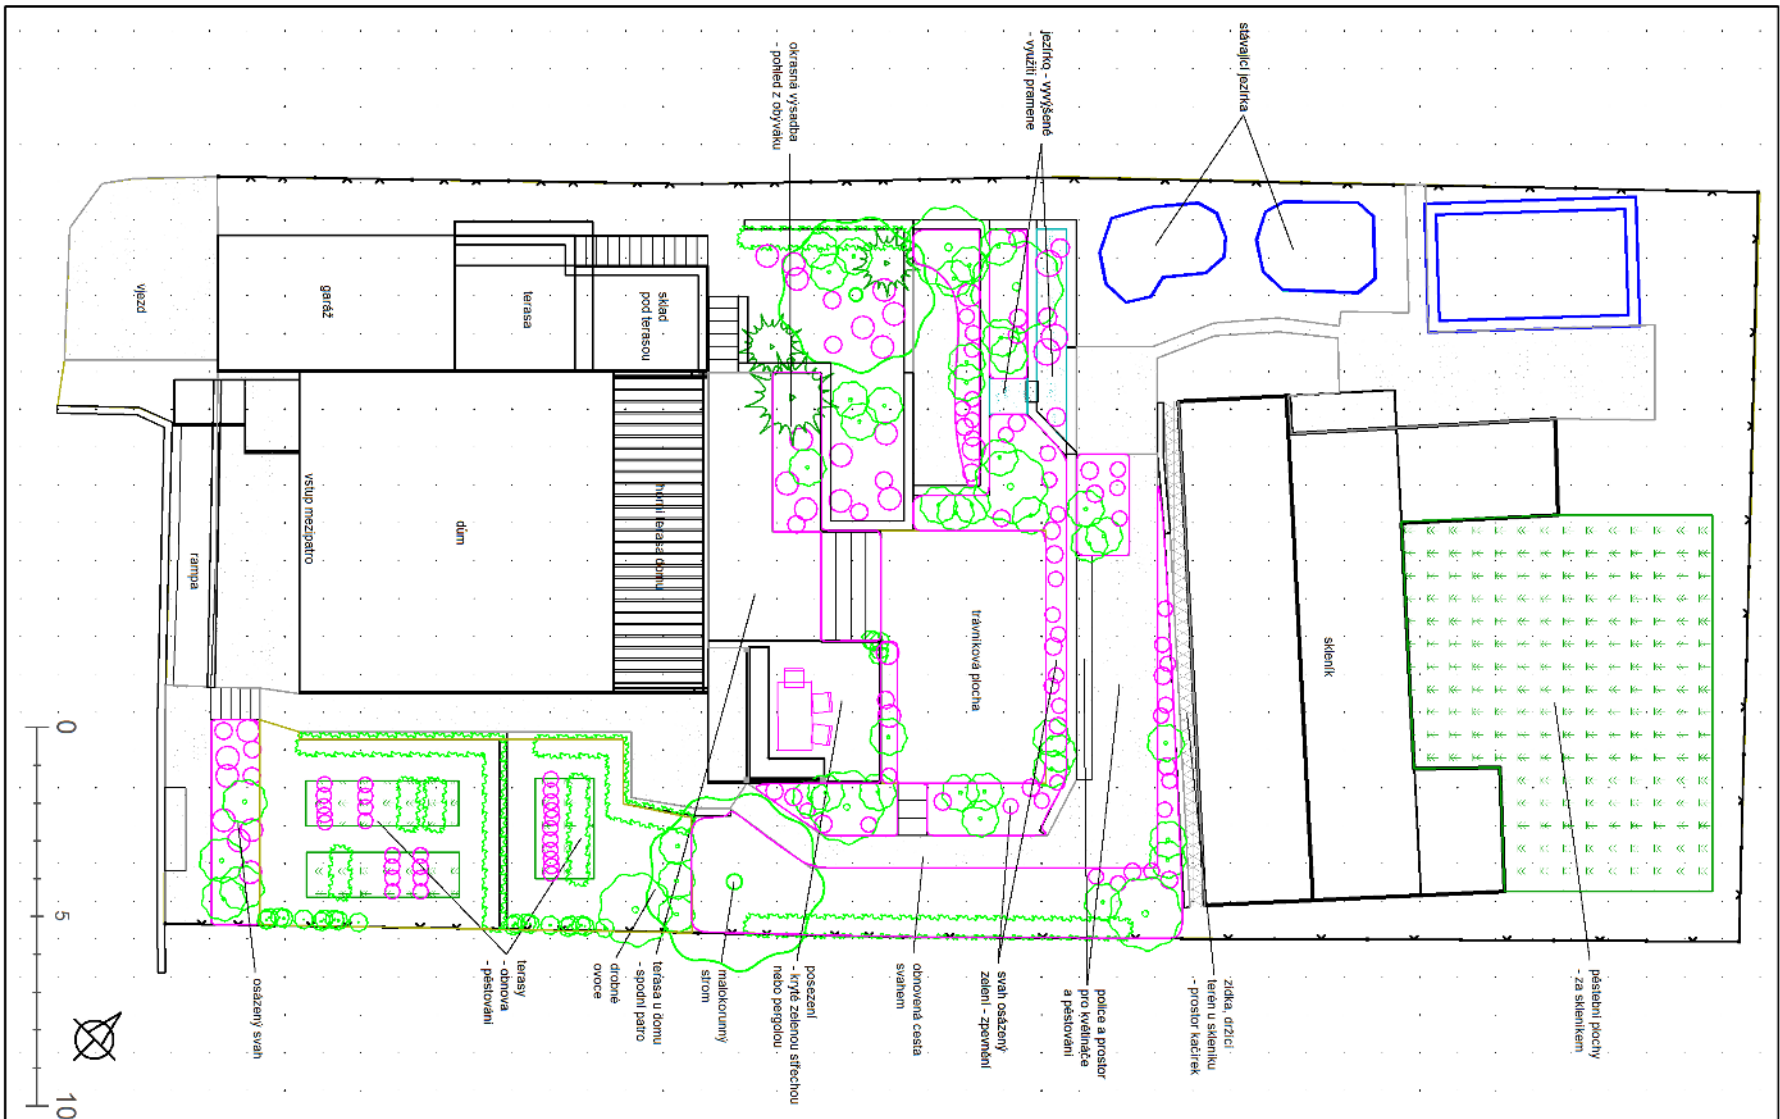 okrasná výsadba
- pohled z obýváku
jezírko - vyvýšené
- využití pramene
stávající jezírka
vjezd
garáž
terasa
sklad
pod terasou
horní terasa domu
vstup mezipatro
rampa
dům
trávníková plocha
skleník
osázený svah
terasy
- obnova
- pěstování
drobné
ovoce
terasa u domu
- spodní patro
malokorunný
strom
posezení
- kryté zelenou střechou
nebo pergolou
obnovená cesta
svahem
svah osázený
zelení - zpevnění
police a prostor
pro květináče
a pěstování
zídka, držící
terén u skleníku
- prostor kačírek
pěstební plochy
- za skleníkem
0
5
10